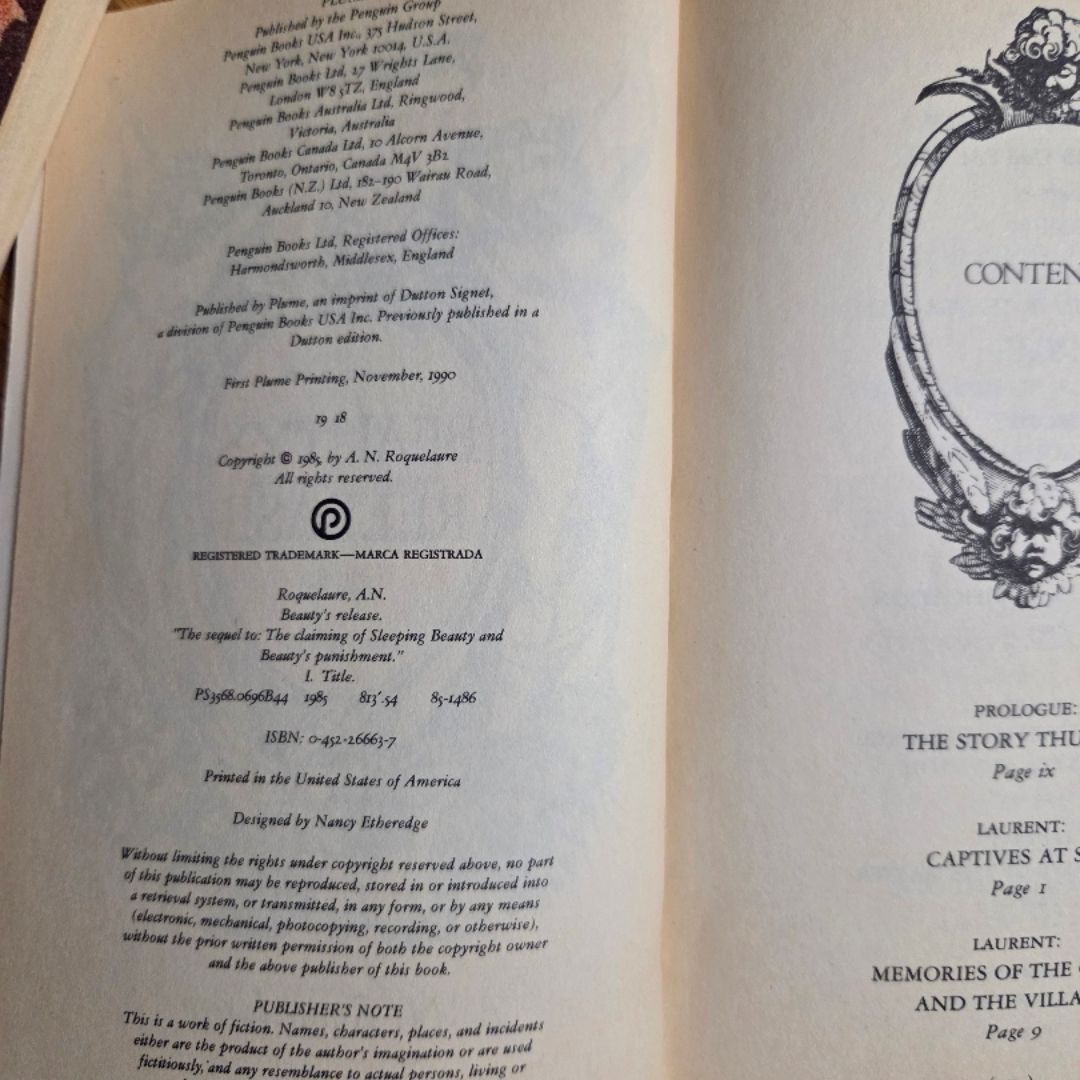 Published by the Penguin Group
Penguin Books USA Inc., 375 Hudson Street,
New York, New York 10014, U.S.A.
Penguin Books Ltd, 27 Wrights Lane,
London W8 5TZ, England
Penguin Books Australia Ltd, Ringwood,
Victoria, Australia
Penguin Books Canada Ltd, 10 Alcorn Avenue,
Toronto, Ontario, Canada M4V 3B2
Penguin Books (N.Z.) Ltd, 182–190 Wairau Road,
Auckland 10, New Zealand
Penguin Books Ltd, Registered Offices:
Harmondsworth, Middlesex, England
Published by Plume, an imprint of Dutton Signet,
a division of Penguin Books USA Inc. Previously published in a
Dutton edition.
First Plume Printing, November, 1990
19 18
Copyright © 1985, by A. N. Roquelaure
All rights reserved.
REGISTERED TRADEMARK—MARCA REGISTRADA
Roquelaure, A.N.
Beauty's release.
"The sequel to: The claiming of Sleeping Beauty and
Beauty's punishment."
I. Title.
PS3568.0696B44 1985 813'.54 85-1486
ISBN: 0-452-26663-7
Printed in the United States of America
Designed by Nancy Etheredge
Without limiting the rights under copyright reserved above, no part
of this publication may be reproduced, stored in or introduced into
a retrieval system, or transmitted, in any form, or by any means
(electronic, mechanical, photocopying, recording, or otherwise),
without the prior written permission of both the copyright owner
and the above publisher of this book.
PUBLISHER'S NOTE
This is a work of fiction. Names, characters, places, and incidents
either are the product of the author's imagination or are used
fictitiously, and any resemblance to actual persons, living or
CONTEN
PROLOGUE:
THE STORY THU
Page ix
LAURENT:
CAPTIVES AT S
Page 1
LAURENT:
MEMORIES OF THE
AND THE VILLA
Page 9